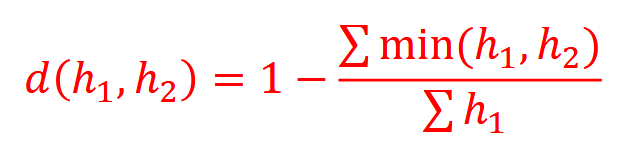 d(h₁, h₂) = 1 − ∑ min(h₁, h₂) / ∑ h₁